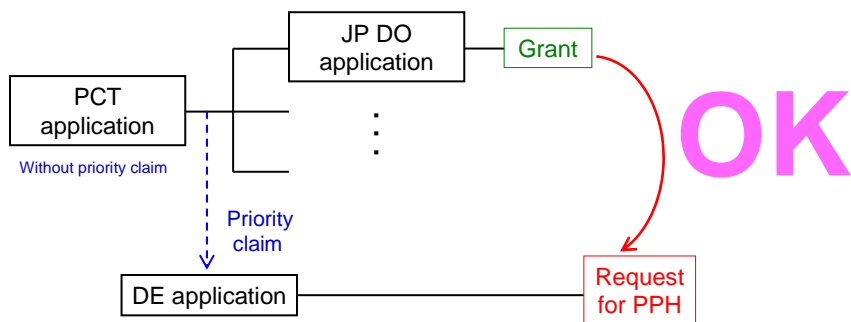 JP DO
application
Grant
OK
PCT
application
Without priority claim
Priority
claim
DE application
Request
for PPH